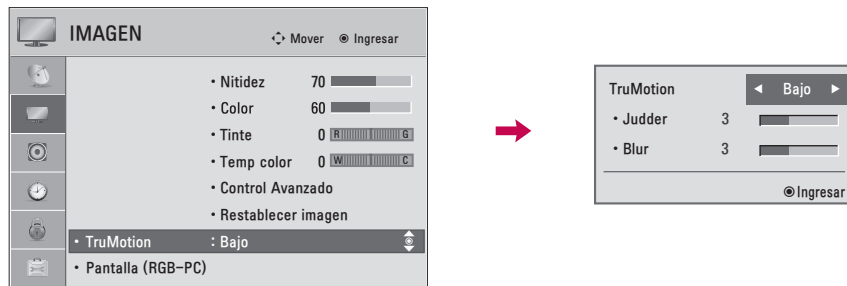 IMAGEN
Mover
Ingresar
• Nitidez 70
• Color 60
• Tinte 0 R G
• Temp color 0 W C
• Control Avanzado
• Restablecer imagen
• TruMotion : Bajo
• Pantalla (RGB-PC)
TruMotion ◄ Bajo ►
• Judder 3
• Blur 3
Ingresar